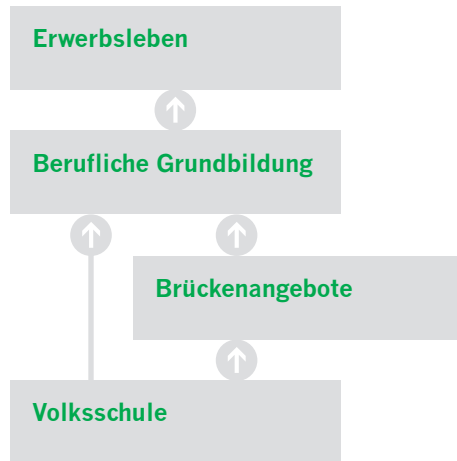 Erwerbsleben
Berufliche Grundbildung
Brückenangebote
Volksschule